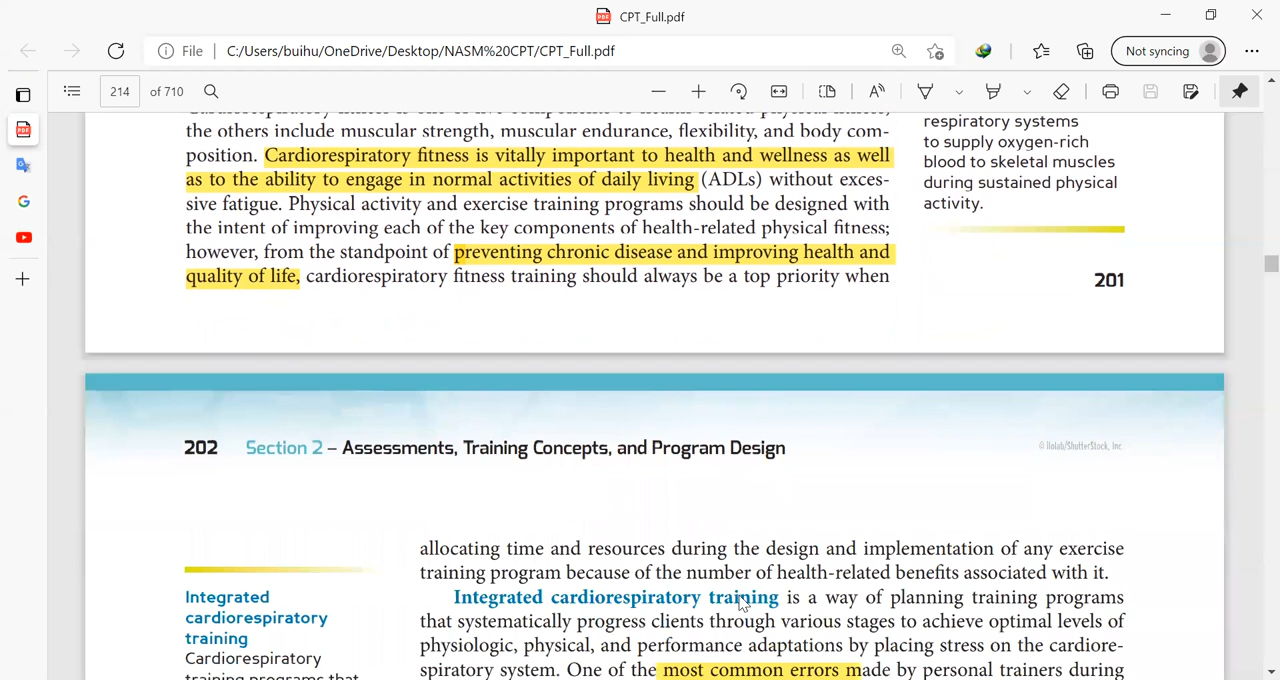 CPT_Full.pdf
File
C:/Users/buihu/OneDrive/Desktop/NASM%20CPT/CPT_Full.pdf
Not syncing
214 of 710
the others include muscular strength, muscular endurance, flexibility, and body com-
position. Cardiorespiratory fitness is vitally important to health and wellness as well
as to the ability to engage in normal activities of daily living (ADLs) without exces-
sive fatigue. Physical activity and exercise training programs should be designed with
the intent of improving each of the key components of health-related physical fitness;
however, from the standpoint of preventing chronic disease and improving health and
quality of life, cardiorespiratory fitness training should always be a top priority when
respiratory systems
to supply oxygen-rich
blood to skeletal muscles
during sustained physical
activity.
201
202 Section 2 – Assessments, Training Concepts, and Program Design
© ilolab/ShutterStock, Inc.
allocating time and resources during the design and implementation of any exercise
training program because of the number of health-related benefits associated with it.
Integrated cardiorespiratory training is a way of planning training programs
that systematically progress clients through various stages to achieve optimal levels of
physiologic, physical, and performance adaptations by placing stress on the cardiore-
spiratory system. One of the most common errors made by personal trainers during
Integrated
cardiorespiratory
training
Cardiorespiratory
training programs that